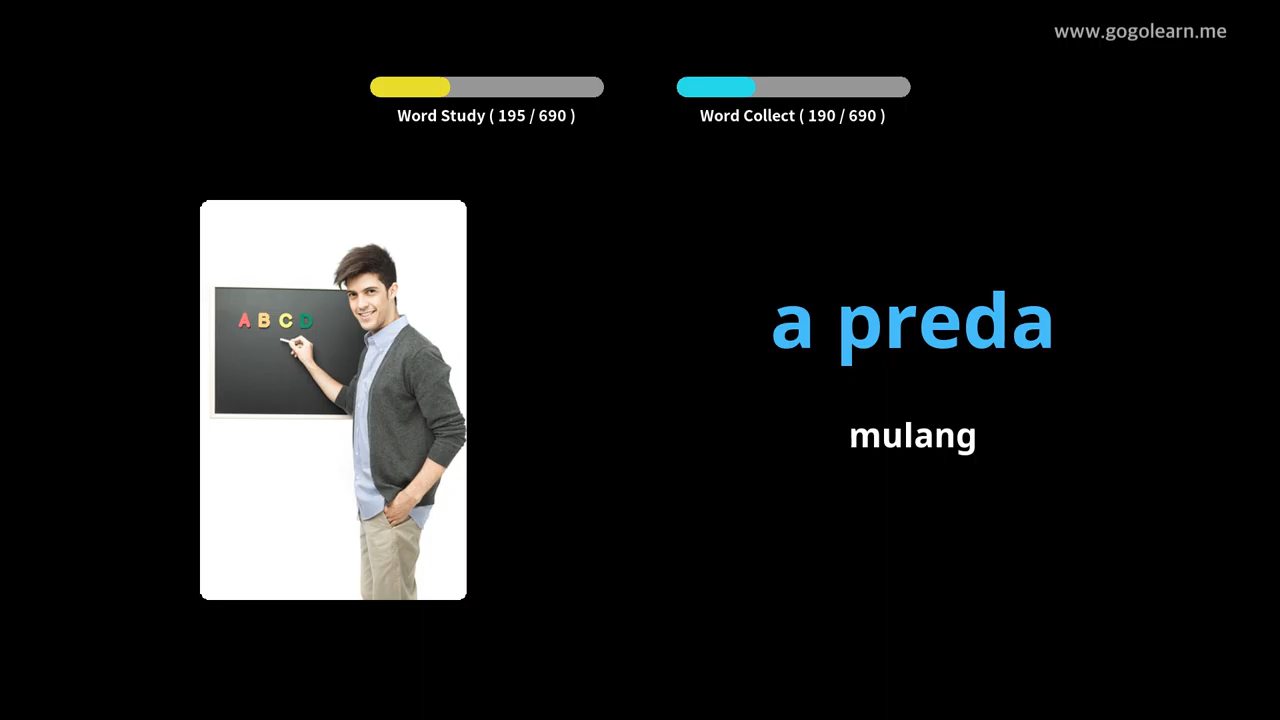 www.gogolearn.me
Word Study ( 195 / 690 )
Word Collect ( 190 / 690 )
A B C D
a preda
mulang